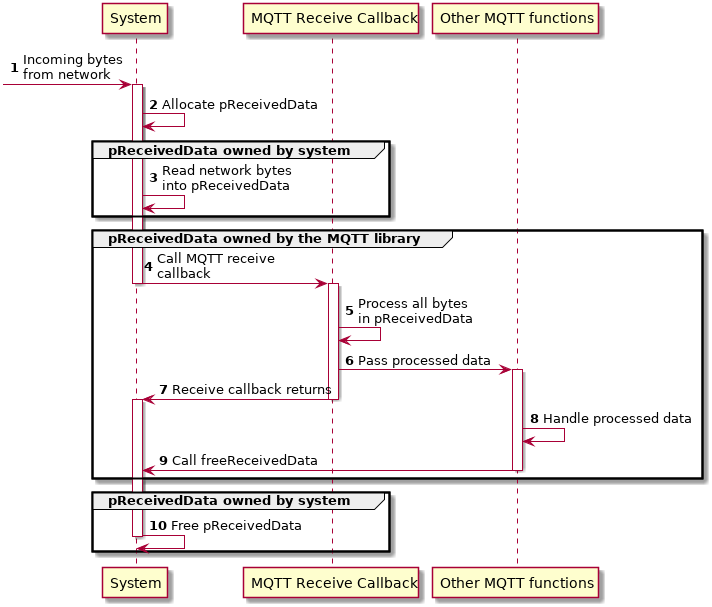 System
MQTT Receive Callback
Other MQTT functions
1 Incoming bytes
from network
2 Allocate pReceivedData
pReceivedData owned by system
3 Read network bytes
into pReceivedData
pReceivedData owned by the MQTT library
4 Call MQTT receive
callback
5 Process all bytes
in pReceivedData
6 Pass processed data
7 Receive callback returns
8 Handle processed data
9 Call freeReceivedData
pReceivedData owned by system
10 Free pReceivedData
System
MQTT Receive Callback
Other MQTT functions